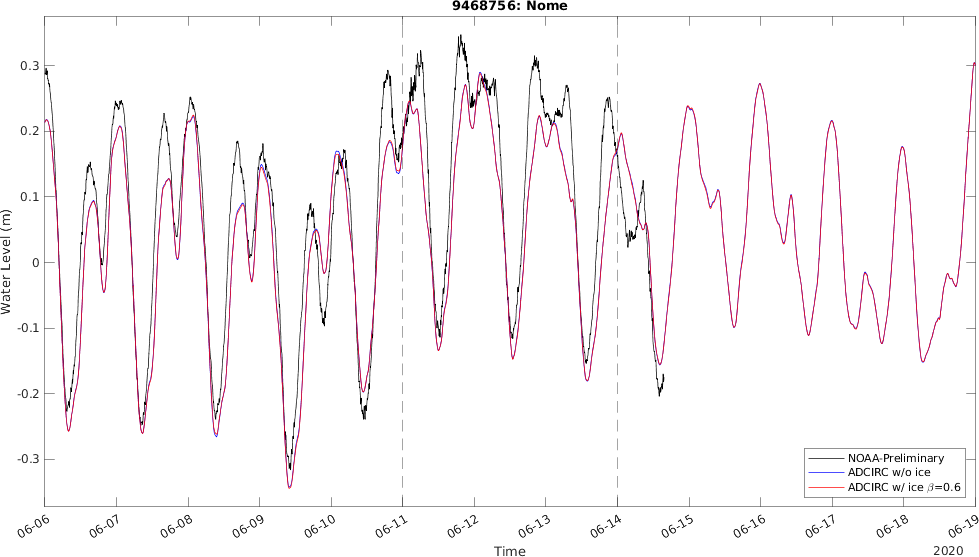 9468756: Nome
Water Level (m)
0.3
0.2
0.1
0
-0.1
-0.2
-0.3
NOAA-Preliminary
ADCIRC w/o ice
ADCIRC w/ ice β=0.6
06-06 06-07 06-08 06-09 06-10 06-11 06-12 06-13 06-14 06-15 06-16 06-17 06-18 06-19
Time
2020